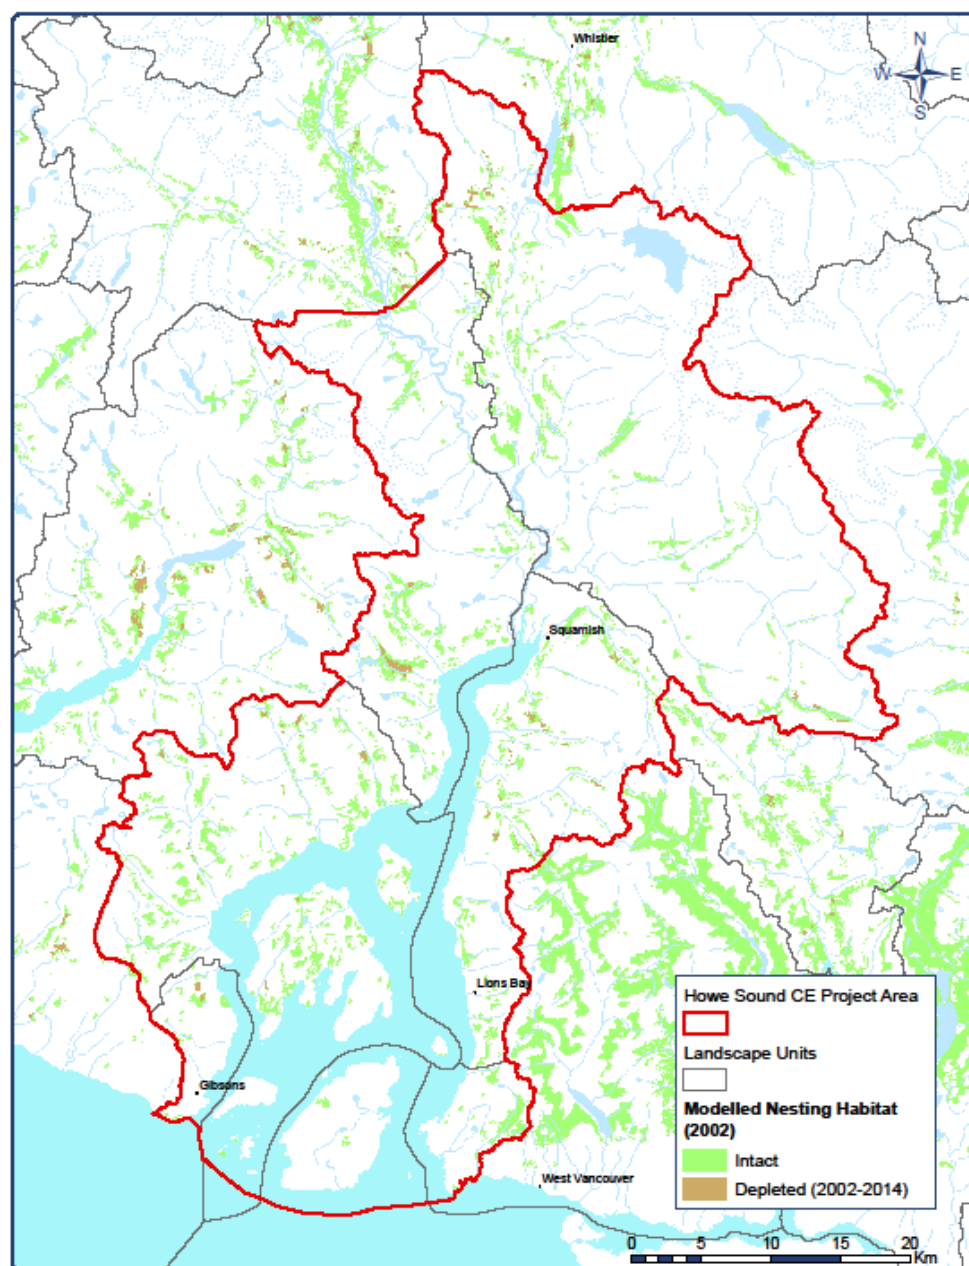 Whistler
N
W
E
S
Squamish
Lions Bay
Gibsons
West Vancouver
Howe Sound CE Project Area
Landscape Units
Modelled Nesting Habitat
(2002)
Intact
Depleted (2002-2014)
0 5 10 15 20
Km